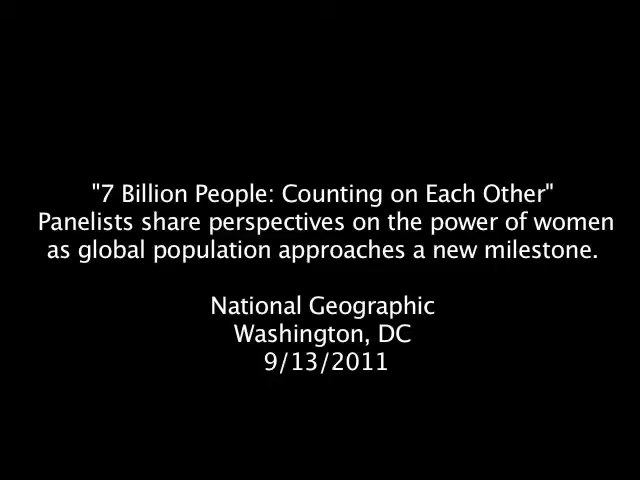 "7 Billion People: Counting on Each Other"
Panelists share perspectives on the power of women
as global population approaches a new milestone.
National Geographic
Washington, DC
9/13/2011